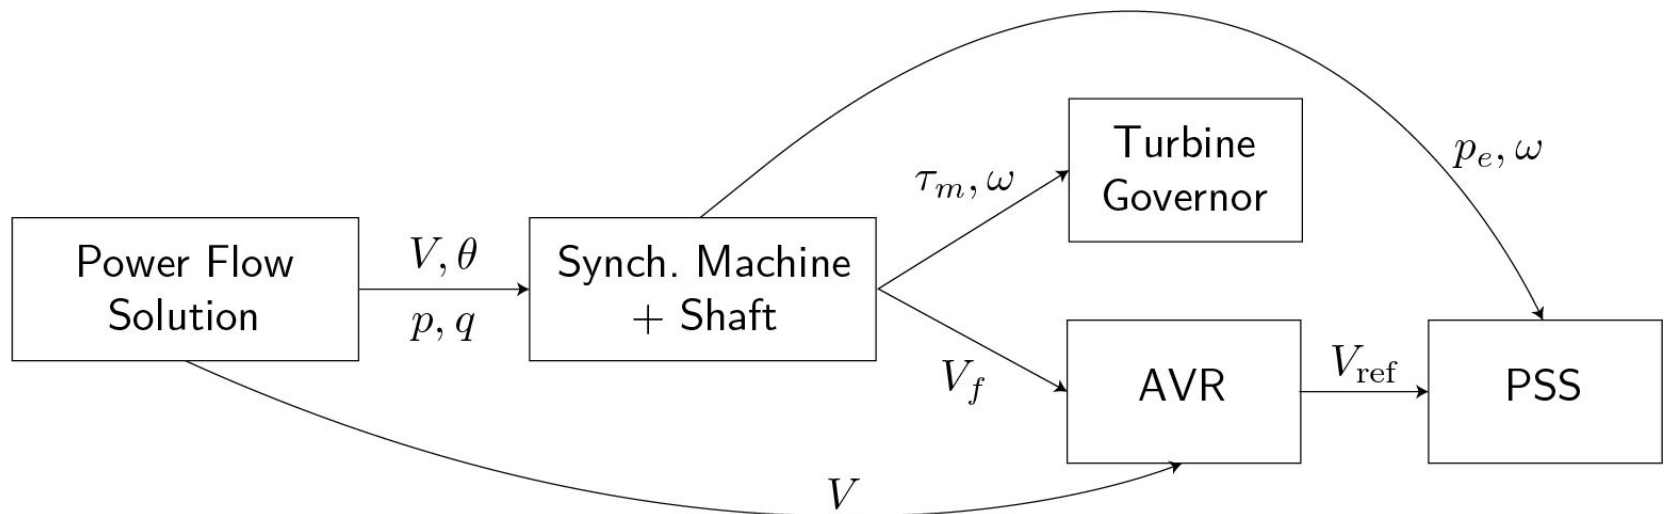 Power Flow
Solution
V, θ
p, q
Synch. Machine
+ Shaft
τ_m, ω
Turbine
Governor
p_e, ω
V_f
AVR
V_ref
PSS
V